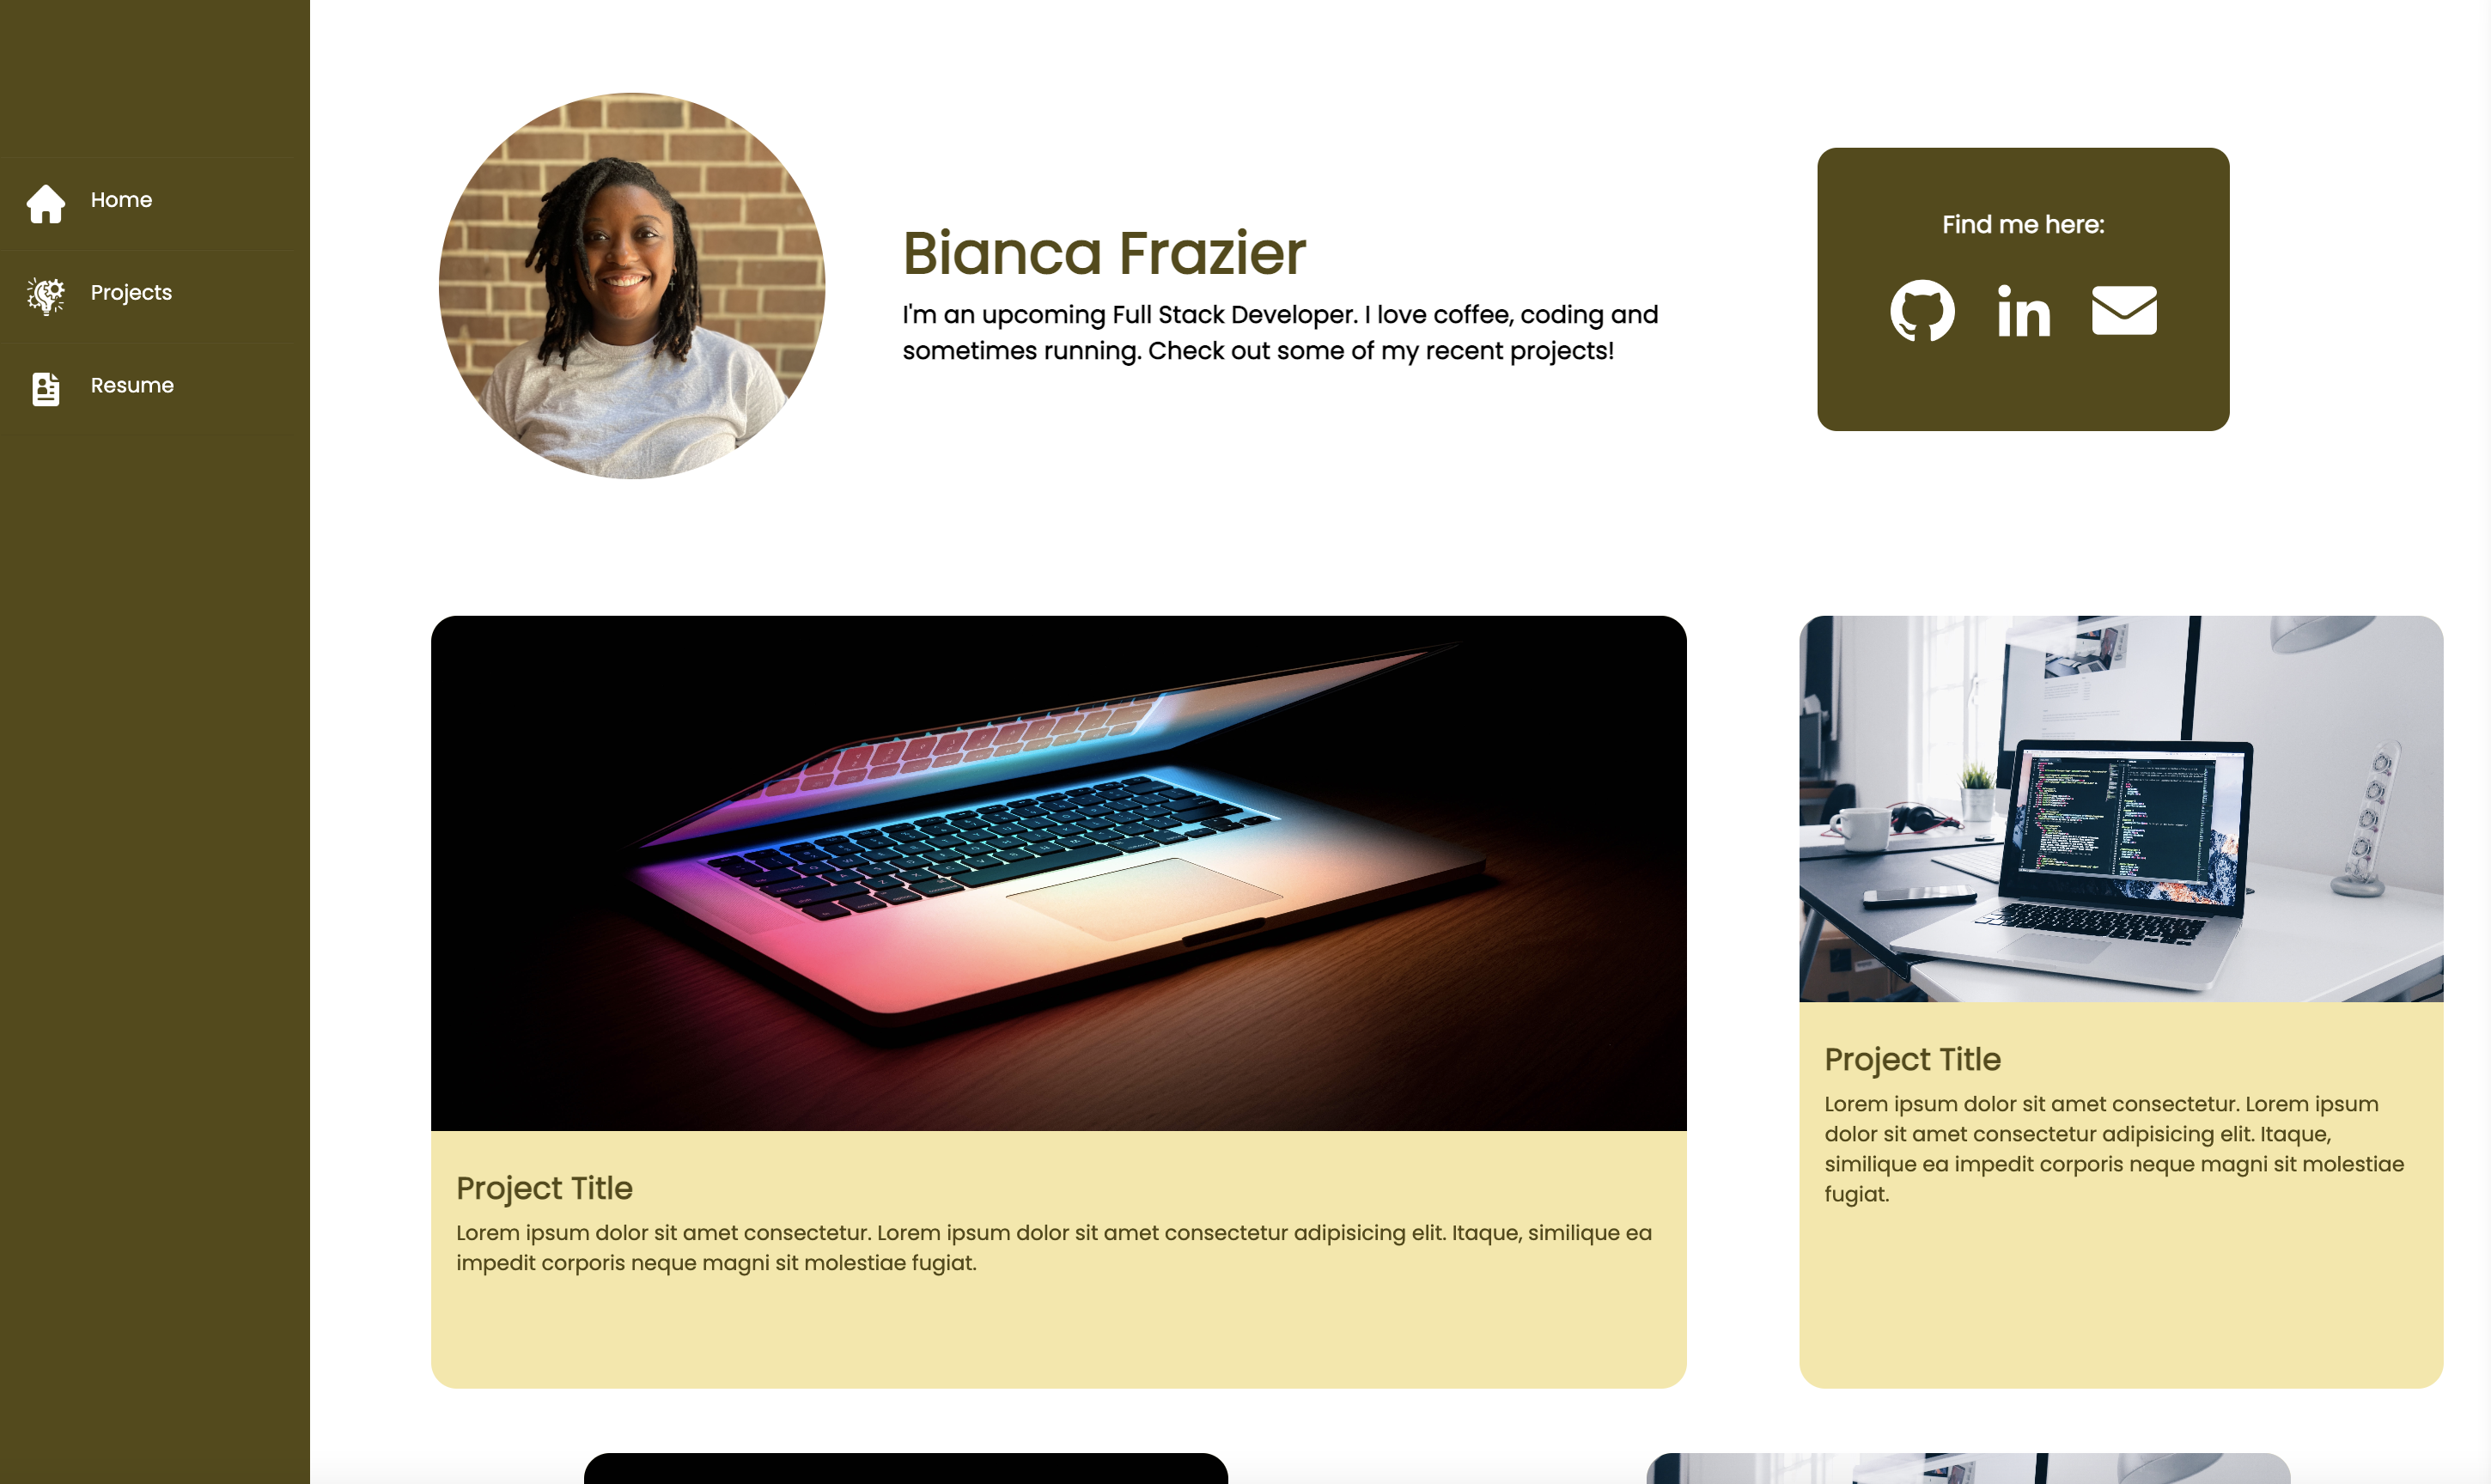 Home
Projects
Resume
Bianca Frazier
I'm an upcoming Full Stack Developer. I love coffee, coding and
sometimes running. Check out some of my recent projects!
Find me here:
in
Project Title
Lorem ipsum dolor sit amet consectetur. Lorem ipsum dolor sit amet consectetur adipisicing elit. Itaque, similique ea
impedit corporis neque magni sit molestiae fugiat.
Project Title
Lorem ipsum dolor sit amet consectetur. Lorem ipsum
dolor sit amet consectetur adipisicing elit. Itaque,
similique ea impedit corporis neque magni sit molestiae
fugiat.